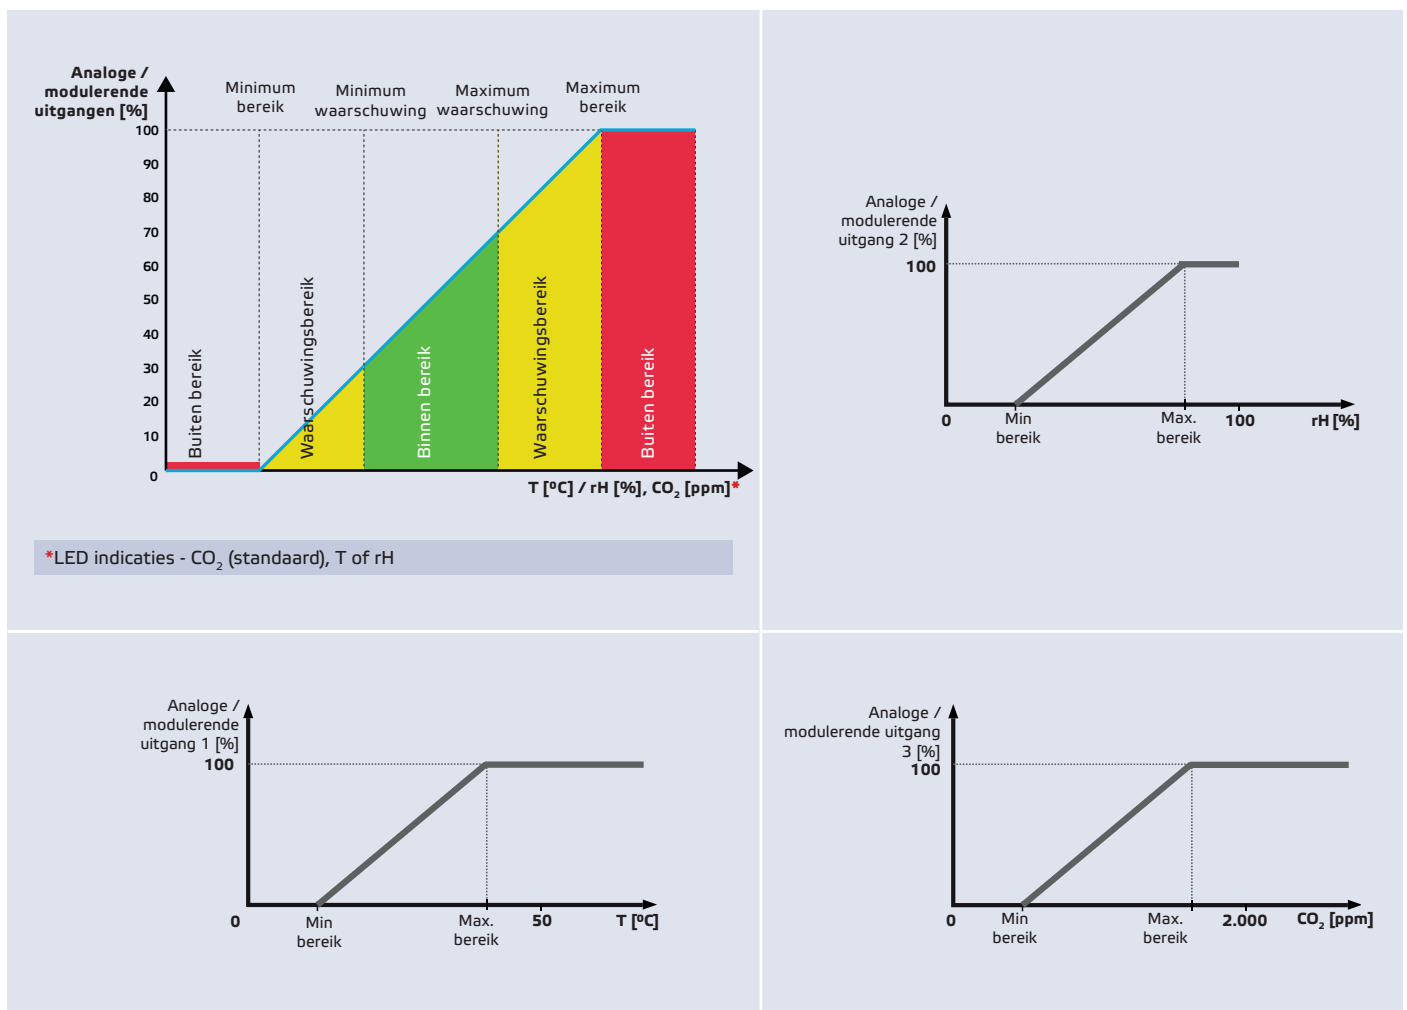 Analoge /
modulerende
uitgangen [%]
Minimum
bereik
Minimum
waarschuwing
Maximum
waarschuwing
Maximum
bereik
100
90
80
70
60
50
40
30
20
10
0
Buiten bereik
Waarschuwingsbereik
Binnen bereik
Waarschuwingsbereik
Buiten bereik
T [ºC] / rH [%], CO₂ [ppm]*
*LED indicaties - CO₂ (standaard), T of rH
Analoge /
modulerende
uitgang 2 [%]
100
0
Min
bereik
Max.
bereik
100
rH [%]
Analoge /
modulerende
uitgang 1 [%]
100
0
Min
bereik
Max.
bereik
50
T [ºC]
Analoge /
modulerende uitgang
3 [%]
100
0
Min
bereik
Max.
bereik
2.000
CO₂ [ppm]